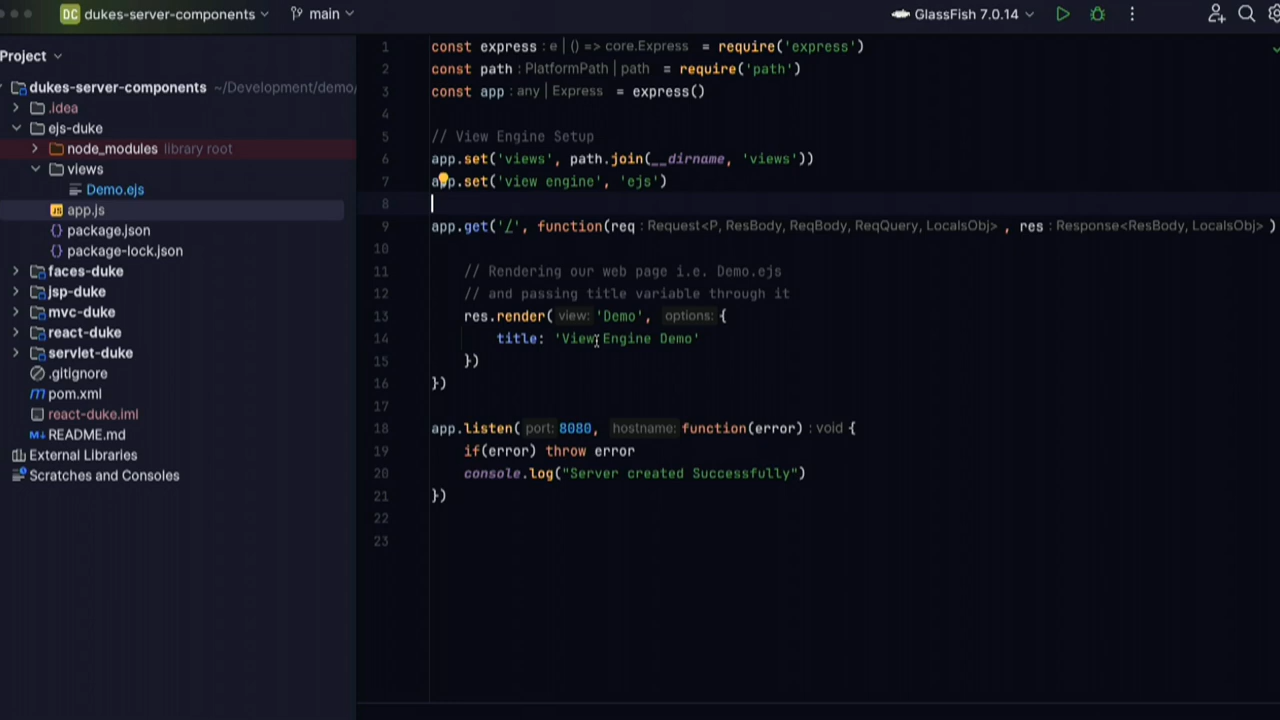 DC dukes-server-components main GlassFish 7.0.14
Project
dukes-server-components ~/Development/demo/
.idea
ejs-duke
node_modules library root
views
Demo.ejs
JS app.js
{} package.json
{} package-lock.json
faces-duke
jsp-duke
mvc-duke
react-duke
servlet-duke
.gitignore
m pom.xml
react-duke.iml
M↓ README.md
External Libraries
Scratches and Consoles
1 const express : e | () => core.Express = require('express')
2 const path : PlatformPath | path = require('path')
3 const app : any | Express = express()
4
5 // View Engine Setup
6 app.set('views', path.join(__dirname, 'views'))
7 app.set('view engine', 'ejs')
8
9 app.get('/', function(req : Request<P, ResBody, ReqBody, ReqQuery, LocalsObj> , res : Response<ResBody, LocalsObj> )
10
11 // Rendering our web page i.e. Demo.ejs
12 // and passing title variable through it
13 res.render( view: 'Demo', options: {
14 title: 'View Engine Demo'
15 })
16 })
17
18 app.listen( port: 8080, hostname: function(error) : void {
19 if(error) throw error
20 console.log("Server created Successfully")
21 })
22
23